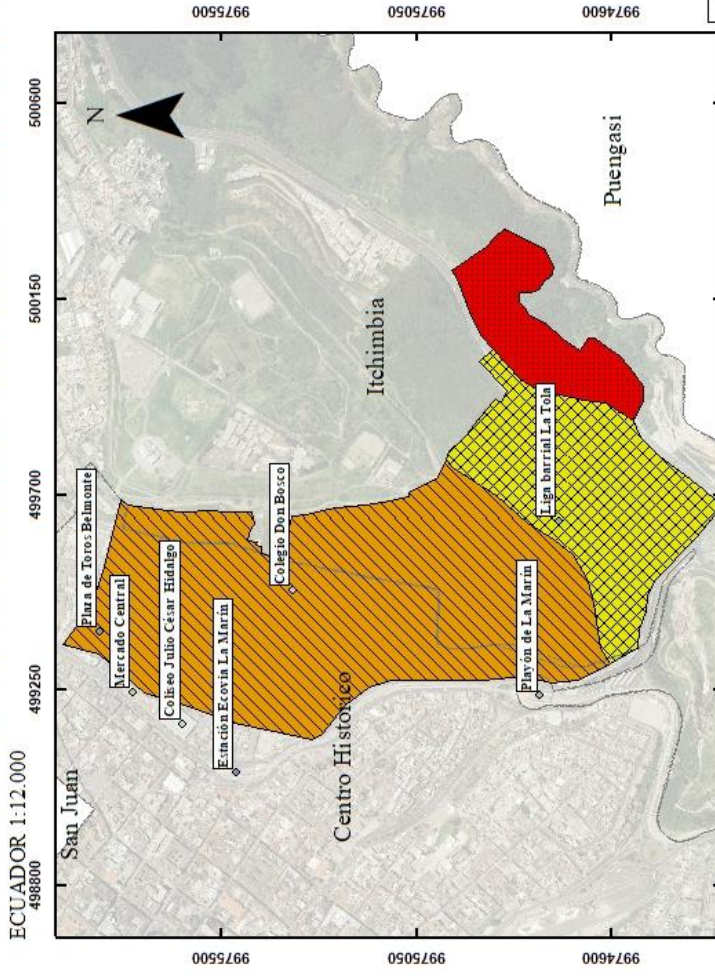 ECUADOR 1:12.000
498800
499250
499700
500150
500600
9975500
9975050
9974600
9975500
9975050
9974600
N
San Juan
Plaza de Toros Belmonte
Mercado Central
Coliseo Julio César Hidalgo
Estación Ecovía La Marín
Colegio Don Bosco
Centro Historico
Itchimbia
Playón de La Marín
Liga barrial La Tola
Puengasi